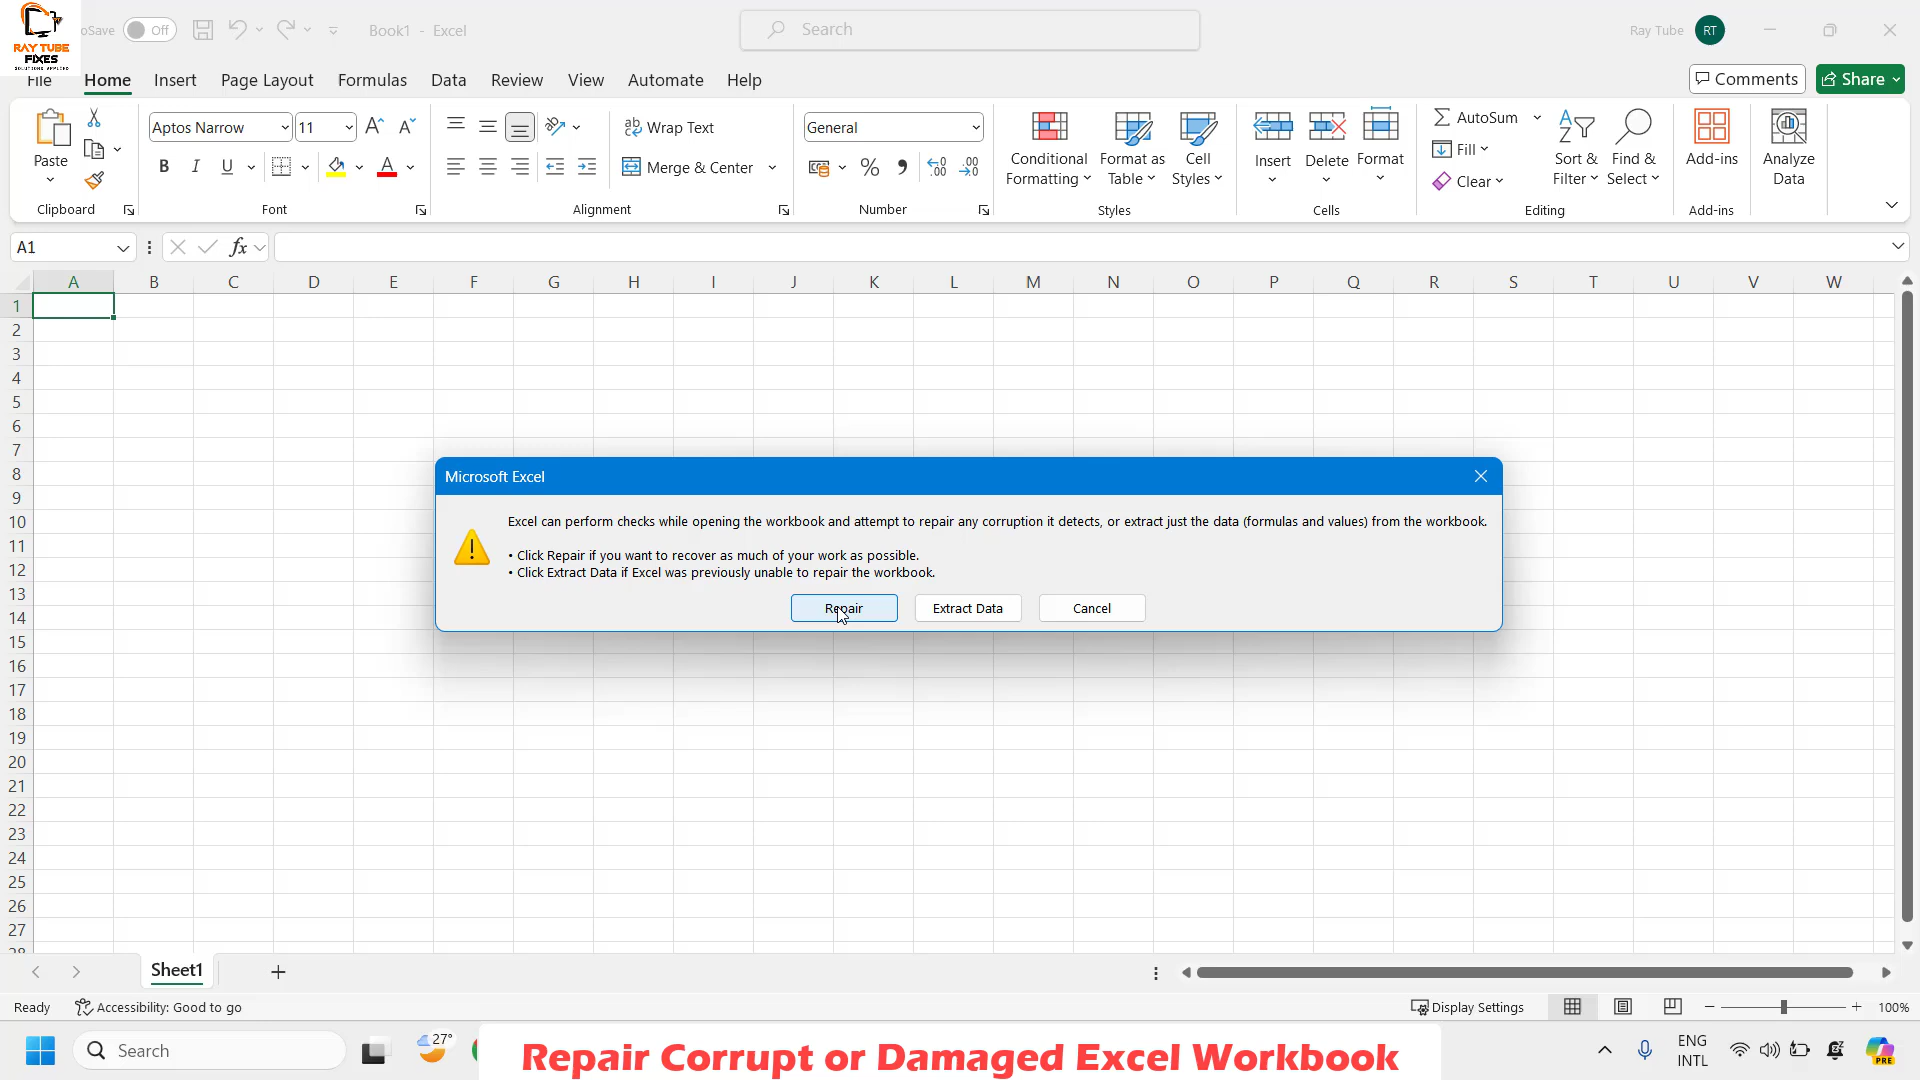 RAY TUBE
FIXES
SOLUTIONS APPLIED
oSave
Off
Book1 - Excel
Search
Ray Tube
RT
File
Home
Insert
Page Layout
Formulas
Data
Review
View
Automate
Help
Comments
Share
Paste
Clipboard
Aptos Narrow
11
A
A
B
I
U
A
Font
Wrap Text
Merge & Center
Alignment
General
%
Number
Conditional
Formatting
Format as
Table
Cell
Styles
Styles
Insert
Delete
Format
Cells
AutoSum
Fill
Clear
Sort &
Filter
Find &
Select
Editing
Add-ins
Add-ins
Analyze
Data
A1
fx
A B C D E F G H I J K L M N O P Q R S T U V W
1
2
3
4
5
6
7
8
9
10
11
12
13
14
15
16
17
18
19
20
21
22
23
24
25
26
27
28
Microsoft Excel
Excel can perform checks while opening the workbook and attempt to repair any corruption it detects, or extract just the data (formulas and values) from the workbook.
• Click Repair if you want to recover as much of your work as possible.
• Click Extract Data if Excel was previously unable to repair the workbook.
Repair
Extract Data
Cancel
Sheet1
Ready
Accessibility: Good to go
Display Settings
100%
Search
27°
Repair Corrupt or Damaged Excel Workbook
ENG
INTL
PRE